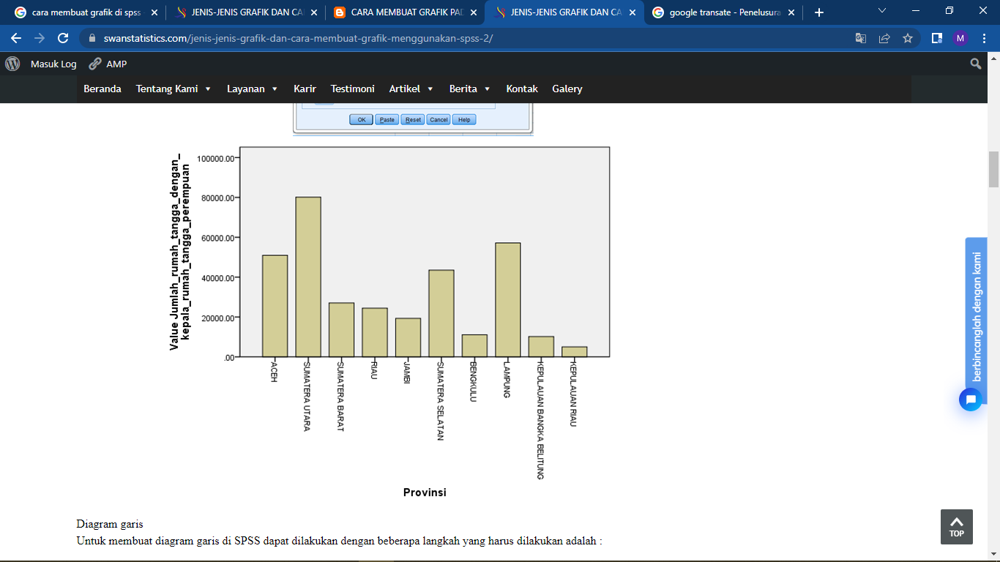 cara membuat grafik di spss
JENIS-JENIS GRAFIK DAN CA
CARA MEMBUAT GRAFIK PAD
JENIS-JENIS GRAFIK DAN CA
google transate - Penelusura
swanstatistics.com/jenis-jenis-grafik-dan-cara-membuat-grafik-menggunakan-spss-2/
M
Masuk Log
AMP
Beranda
Tentang Kami
Layanan
Karir
Testimoni
Artikel
Berita
Kontak
Galery
OK
Paste
Reset
Cancel
Help
Value Jumlah_rumah_tangga_dengan_
kepala_rumah_tangga_perempuan
100000.00
80000.00
60000.00
40000.00
20000.00
.00
ACEH
SUMATERA UTARA
SUMATERA BARAT
RIAU
JAMBI
SUMATERA SELATAN
BENGKULU
LAMPUNG
KEPULAUAN BANGKA BELITUNG
KEPULAUAN RIAU
Provinsi
berbincanglah dengan kami
Diagram garis
Untuk membuat diagram garis di SPSS dapat dilakukan dengan beberapa langkah yang harus dilakukan adalah :
TOP